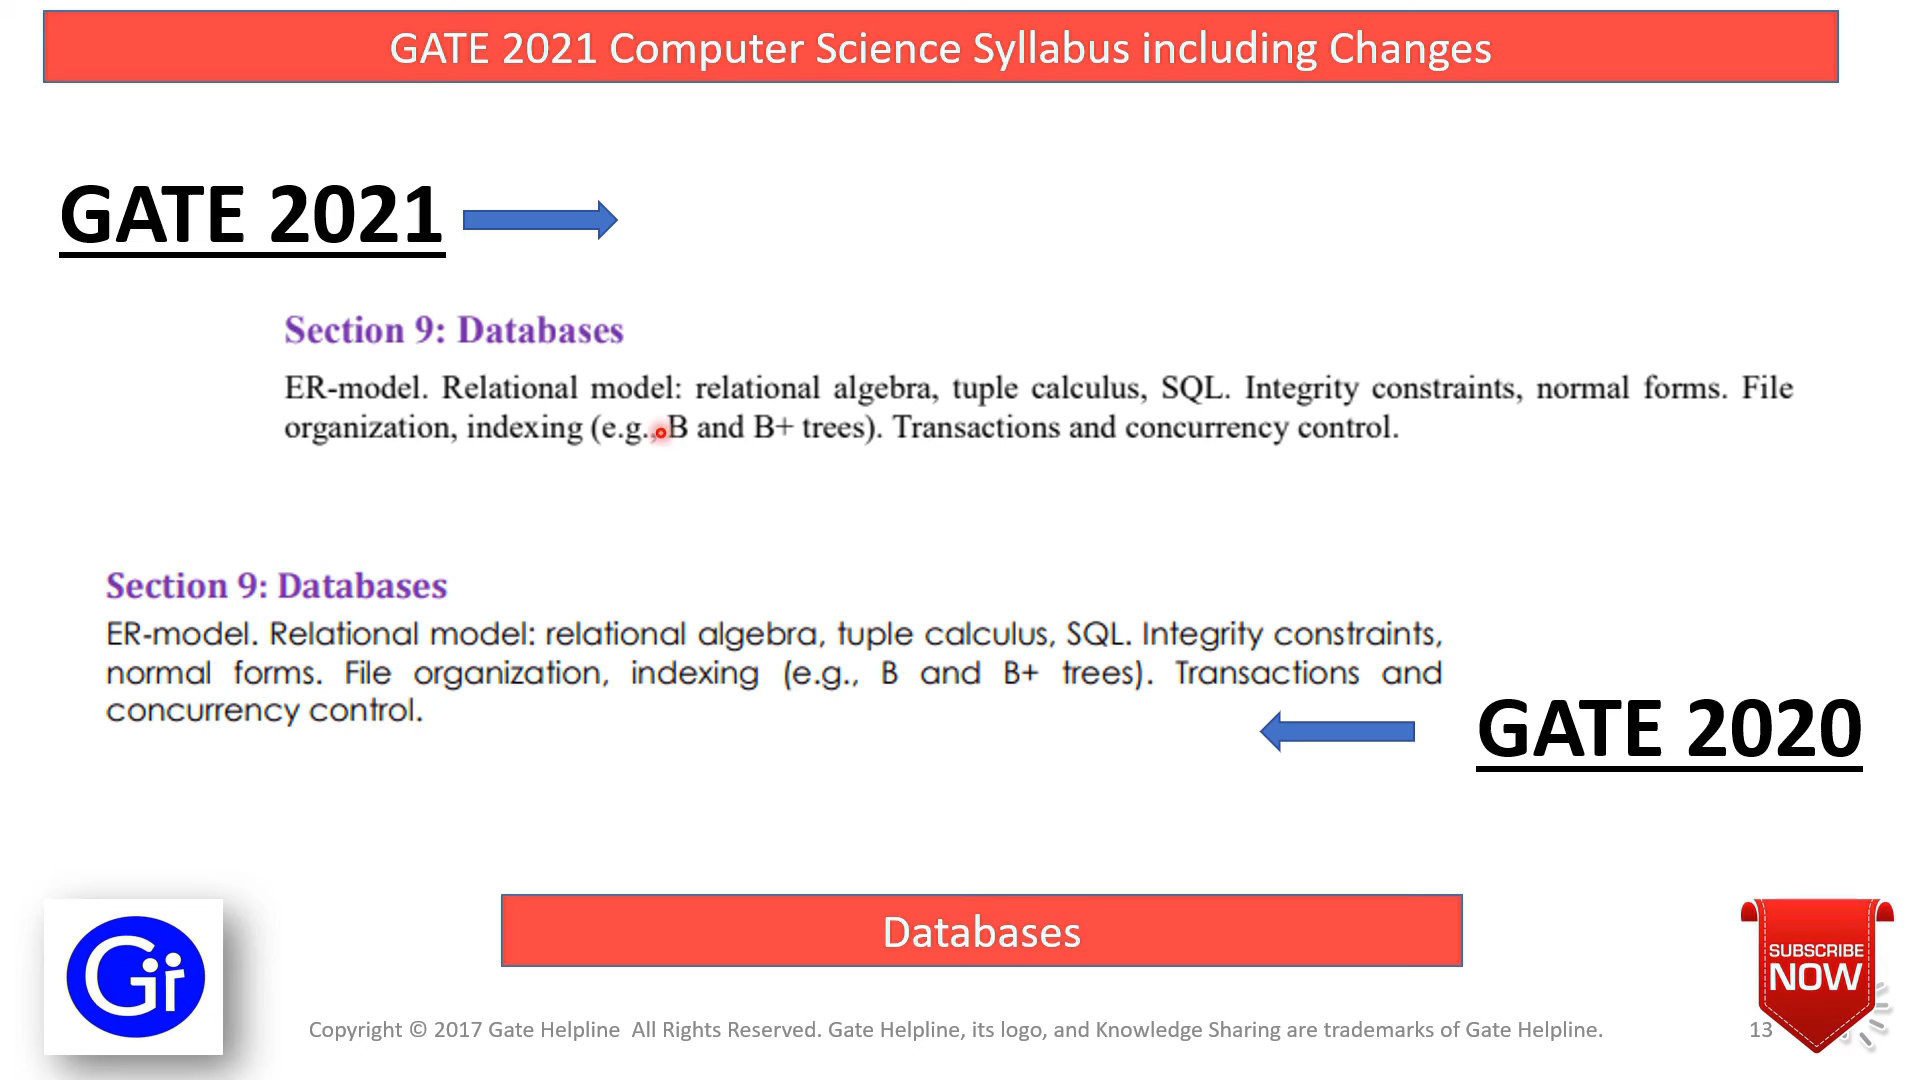 GATE 2021 Computer Science Syllabus including Changes
GATE 2021
Section 9: Databases
ER-model. Relational model: relational algebra, tuple calculus, SQL. Integrity constraints, normal forms. File
organization, indexing (e.g., B and B+ trees). Transactions and concurrency control.
Section 9: Databases
ER-model. Relational model: relational algebra, tuple calculus, SQL. Integrity constraints,
normal forms. File organization, indexing (e.g., B and B+ trees). Transactions and
concurrency control.
GATE 2020
Databases
SUBSCRIBE
NOW
Copyright © 2017 Gate Helpline All Rights Reserved. Gate Helpline, its logo, and Knowledge Sharing are trademarks of Gate Helpline.
13